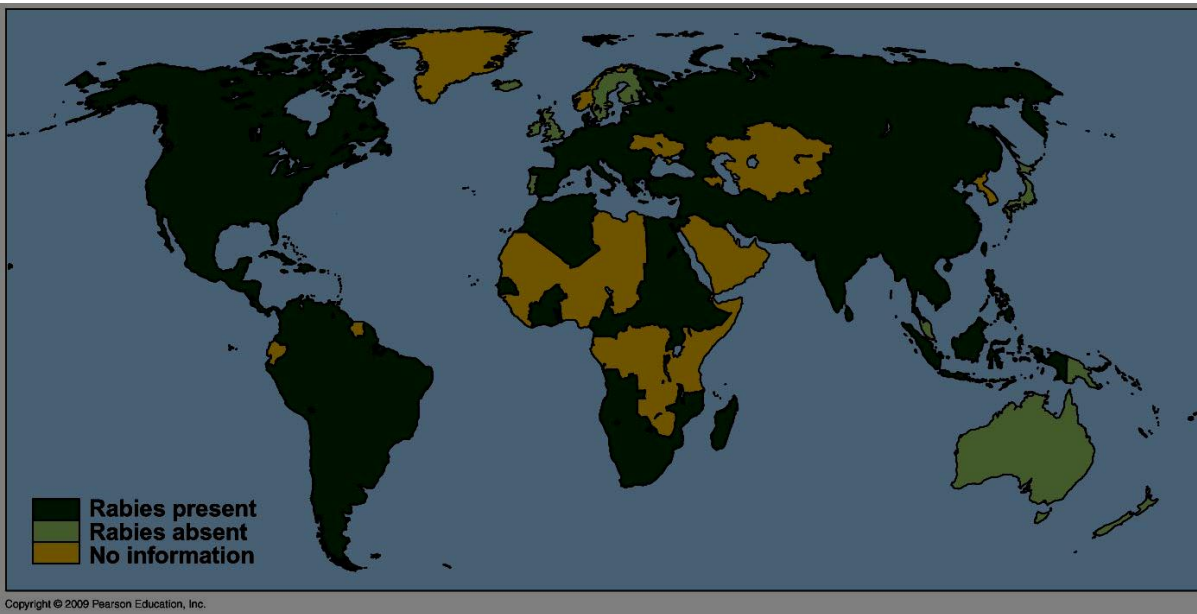 Rabies present
Rabies absent
No information
Copyright © 2009 Pearson Education, Inc.